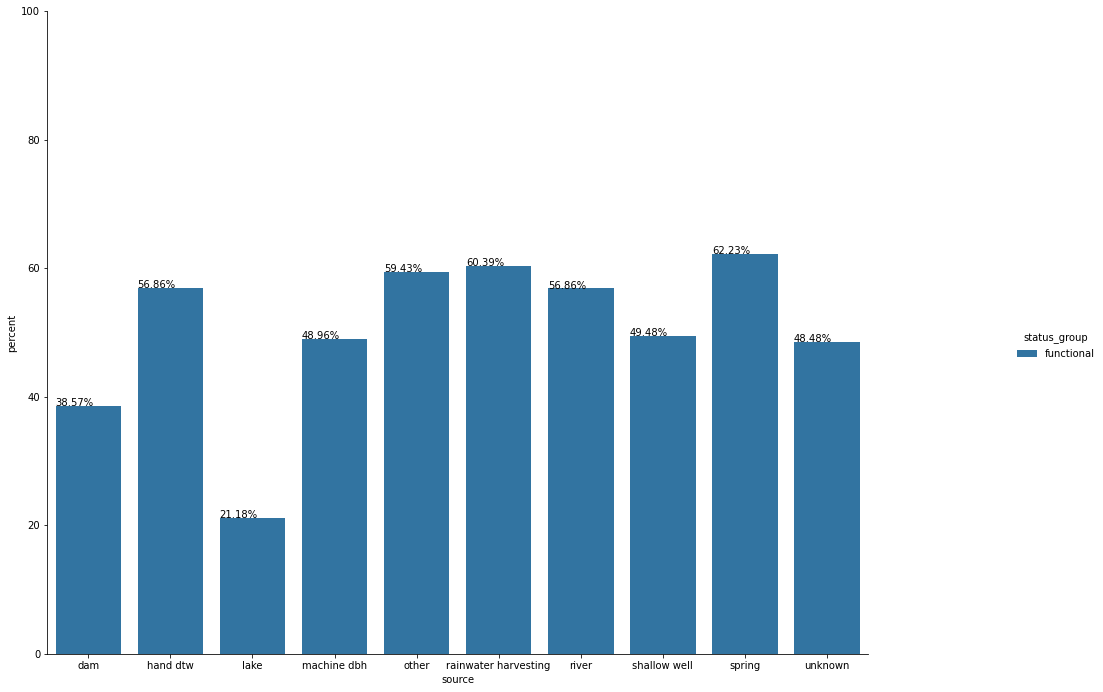 100
80
60
40
20
0
percent
38.57%
56.86%
21.18%
48.96%
59.43%
60.39%
56.86%
49.48%
62.23%
48.48%
dam
hand dtw
lake
machine dbh
other
rainwater harvesting
river
shallow well
spring
unknown
source
status_group
functional